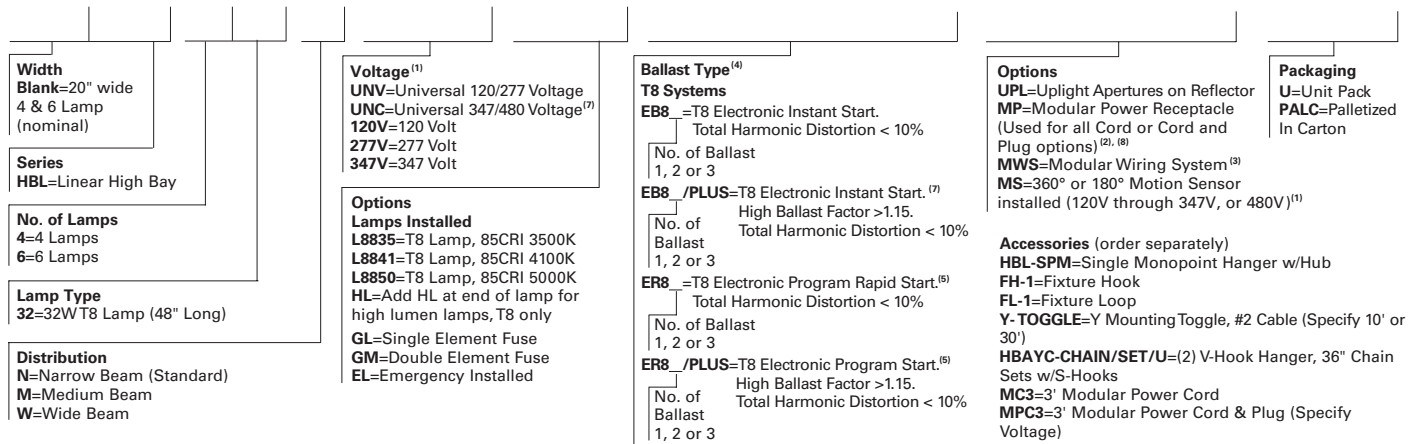 Width
Blank=20" wide
4 & 6 Lamp
(nominal)
Series
HBL=Linear High Bay
No. of Lamps
4=4 Lamps
6=6 Lamps
Lamp Type
32=32W T8 Lamp (48" Long)
Distribution
N=Narrow Beam (Standard)
M=Medium Beam
W=Wide Beam
Voltage (1)
UNV=Universal 120/277 Voltage
UNC=Universal 347/480 Voltage(7)
120V=120 Volt
277V=277 Volt
347V=347 Volt
Options
Lamps Installed
L8835=T8 Lamp, 85CRI 3500K
L8841=T8 Lamp, 85CRI 4100K
L8850=T8 Lamp, 85CRI 5000K
HL=Add HL at end of lamp for
high lumen lamps, T8 only
GL=Single Element Fuse
GM=Double Element Fuse
EL=Emergency Installed
Ballast Type(4)
T8 Systems
EB8__=T8 Electronic Instant Start.
Total Harmonic Distortion < 10%
No. of Ballast
1, 2 or 3
EB8__/PLUS=T8 Electronic Instant Start. (7)
High Ballast Factor >1.15.
Total Harmonic Distortion < 10%
No. of
Ballast
1, 2 or 3
ER8__=T8 Electronic Program Rapid Start.(5)
Total Harmonic Distortion < 10%
No. of Ballast
1, 2 or 3
ER8__/PLUS=T8 Electronic Program Start.(5)
High Ballast Factor >1.15.
Total Harmonic Distortion < 10%
No. of
Ballast
1, 2 or 3
Options
UPL=Uplight Apertures on Reflector
MP=Modular Power Receptacle
(Used for all Cord or Cord and
Plug options)(2), (8)
MWS=Modular Wiring System(3)
MS=360° or 180° Motion Sensor
installed (120V through 347V, or 480V)(1)
Accessories (order separately)
HBL-SPM=Single Monopoint Hanger w/Hub
FH-1=Fixture Hook
FL-1=Fixture Loop
Y-TOGGLE=Y Mounting Toggle, #2 Cable (Specify 10' or
30')
HBAYC-CHAIN/SET/U=(2) V-Hook Hanger, 36" Chain
Sets w/S-Hooks
MC3=3' Modular Power Cord
MPC3=3' Modular Power Cord & Plug (Specify
Voltage)
Packaging
U=Unit Pack
PALC=Palletized
In Carton